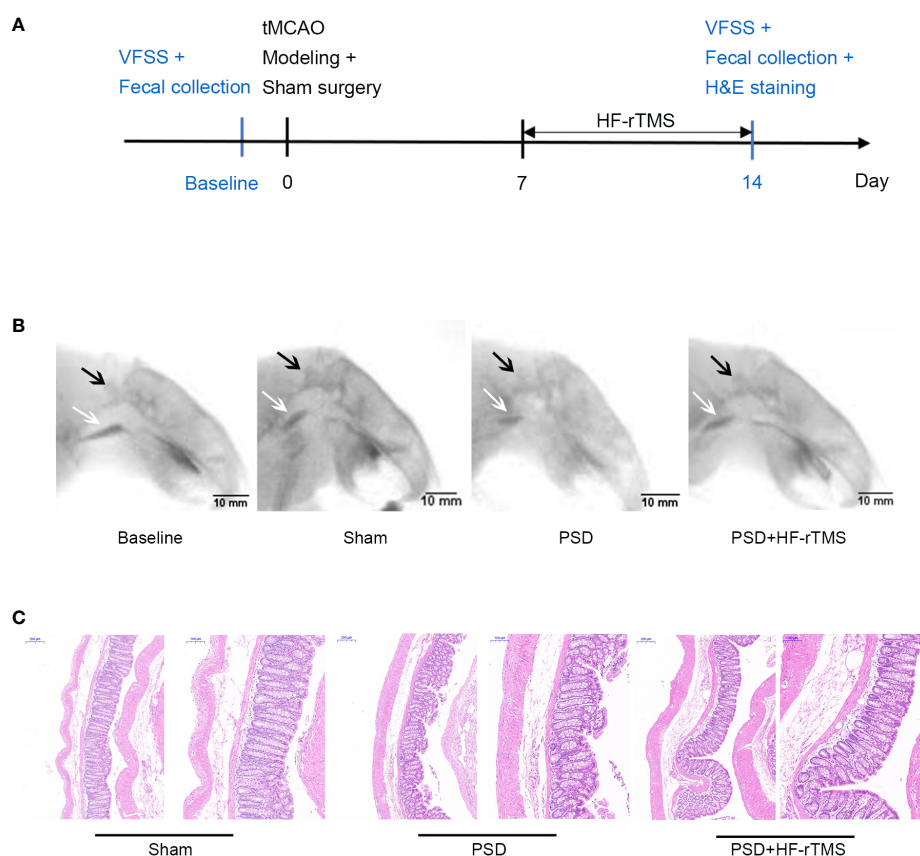 A
VFSS +
Fecal collection
tMCAO
Modeling +
Sham surgery
VFSS +
Fecal collection +
H&E staining
HF-rTMS
Baseline
0
7
14
Day
B
10 mm
10 mm
10 mm
10 mm
Baseline
Sham
PSD
PSD+HF-rTMS
C
Sham
PSD
PSD+HF-rTMS